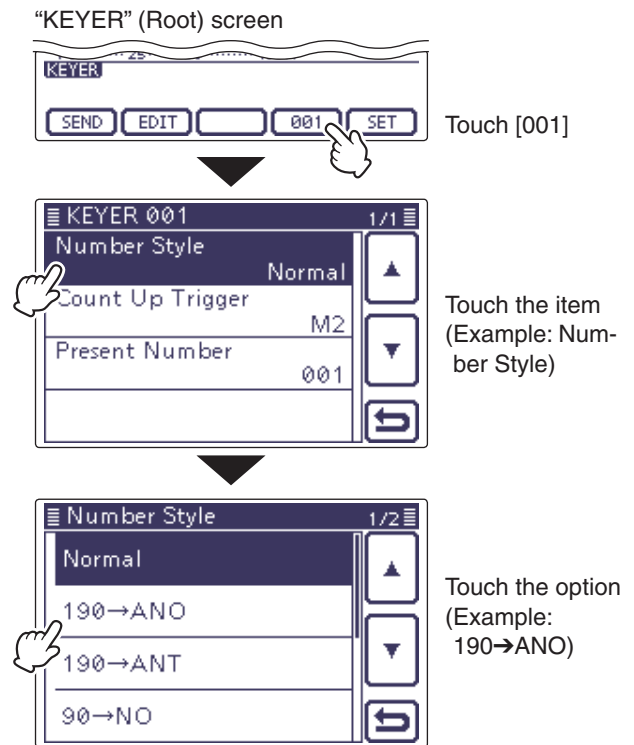 “KEYER” (Root) screen
KEYER
SEND EDIT 001 SET
Touch [001]
KEYER 001 1/1
Number Style
Normal
Count Up Trigger
M2
Present Number
001
Touch the item
(Example: Num-
ber Style)
Number Style 1/2
Normal
190→ANO
190→ANT
90→NO
Touch the option
(Example:
190➔ANO)